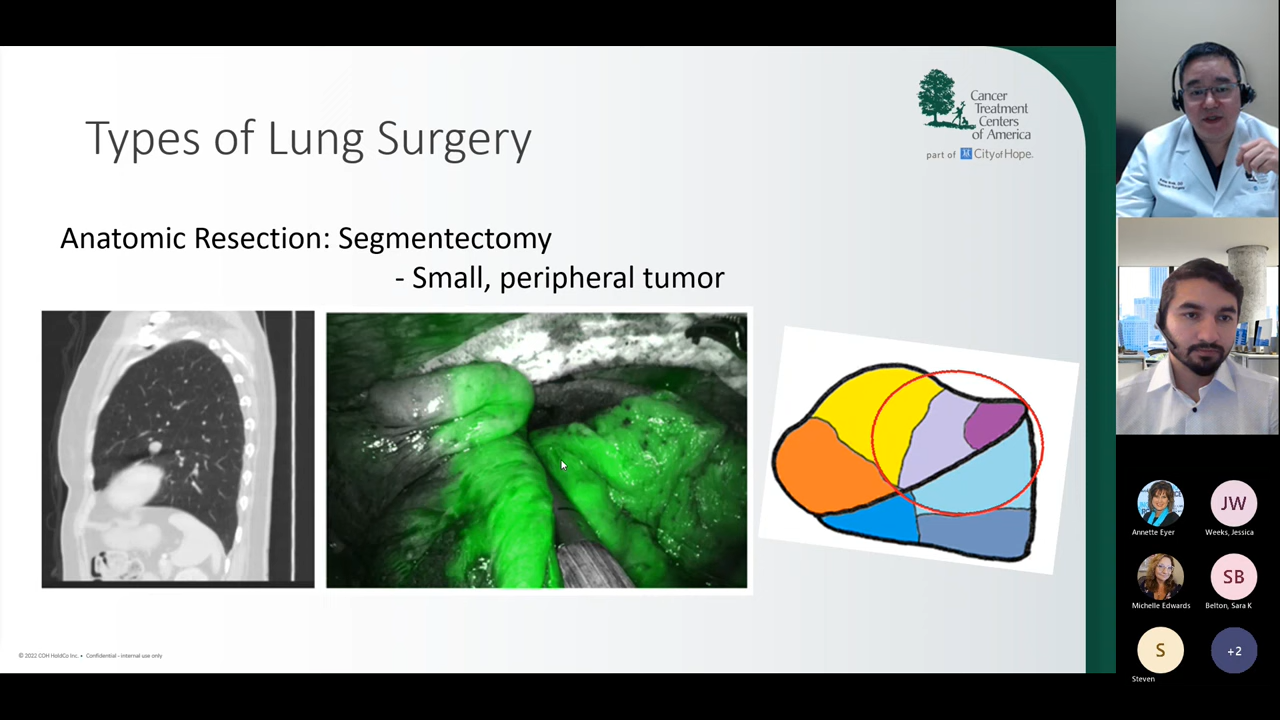 Types of Lung Surgery
Cancer
Treatment
Centers
of America
part of City of Hope.
Anatomic Resection: Segmentectomy
- Small, peripheral tumor
© 2022 COH HoldCo Inc. • Confidential - Internal use only
JW
Annette Eyer
Weeks, Jessica
SB
Michelle Edwards
Belton, Sara K
S
+2
Steven